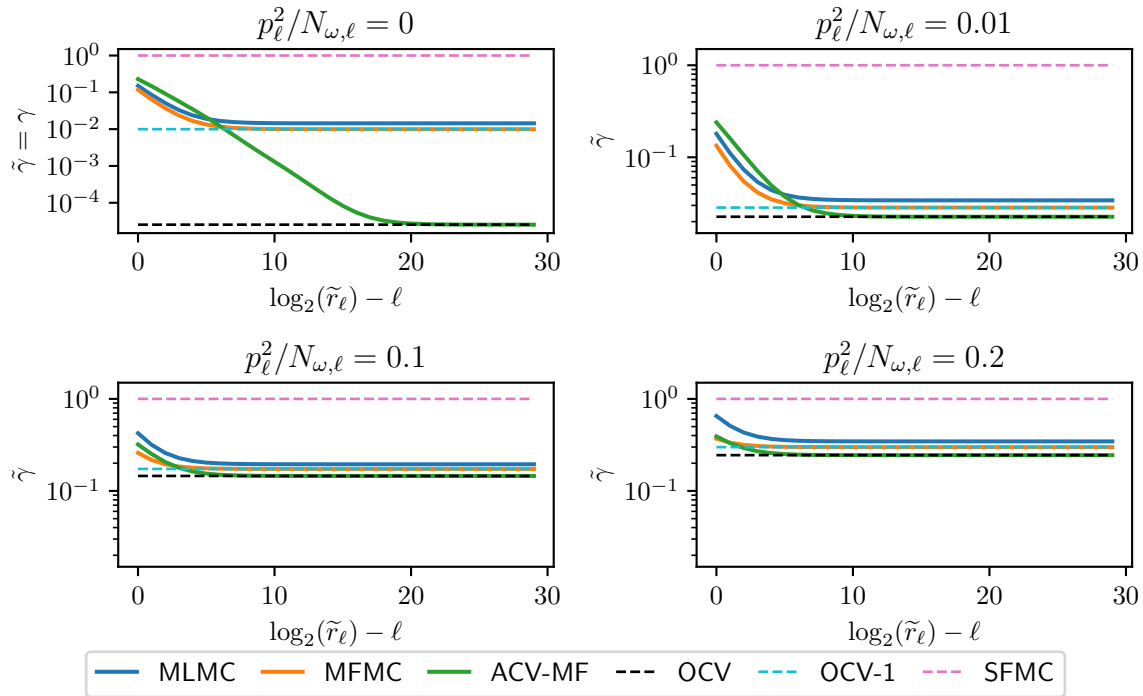 p_ℓ^2/N_{ω,ℓ} = 0
p_ℓ^2/N_{ω,ℓ} = 0.01
γ̃ = γ
10^0
10^{-1}
10^{-2}
10^{-3}
10^{-4}
0 10 20 30
log_2(r̃_ℓ) − ℓ
γ̃
10^0
10^{-1}
0 10 20 30
log_2(r̃_ℓ) − ℓ
p_ℓ^2/N_{ω,ℓ} = 0.1
p_ℓ^2/N_{ω,ℓ} = 0.2
γ̃
10^0
10^{-1}
0 10 20 30
log_2(r̃_ℓ) − ℓ
γ̃
10^0
10^{-1}
0 10 20 30
log_2(r̃_ℓ) − ℓ
MLMC MFMC ACV-MF OCV OCV-1 SFMC